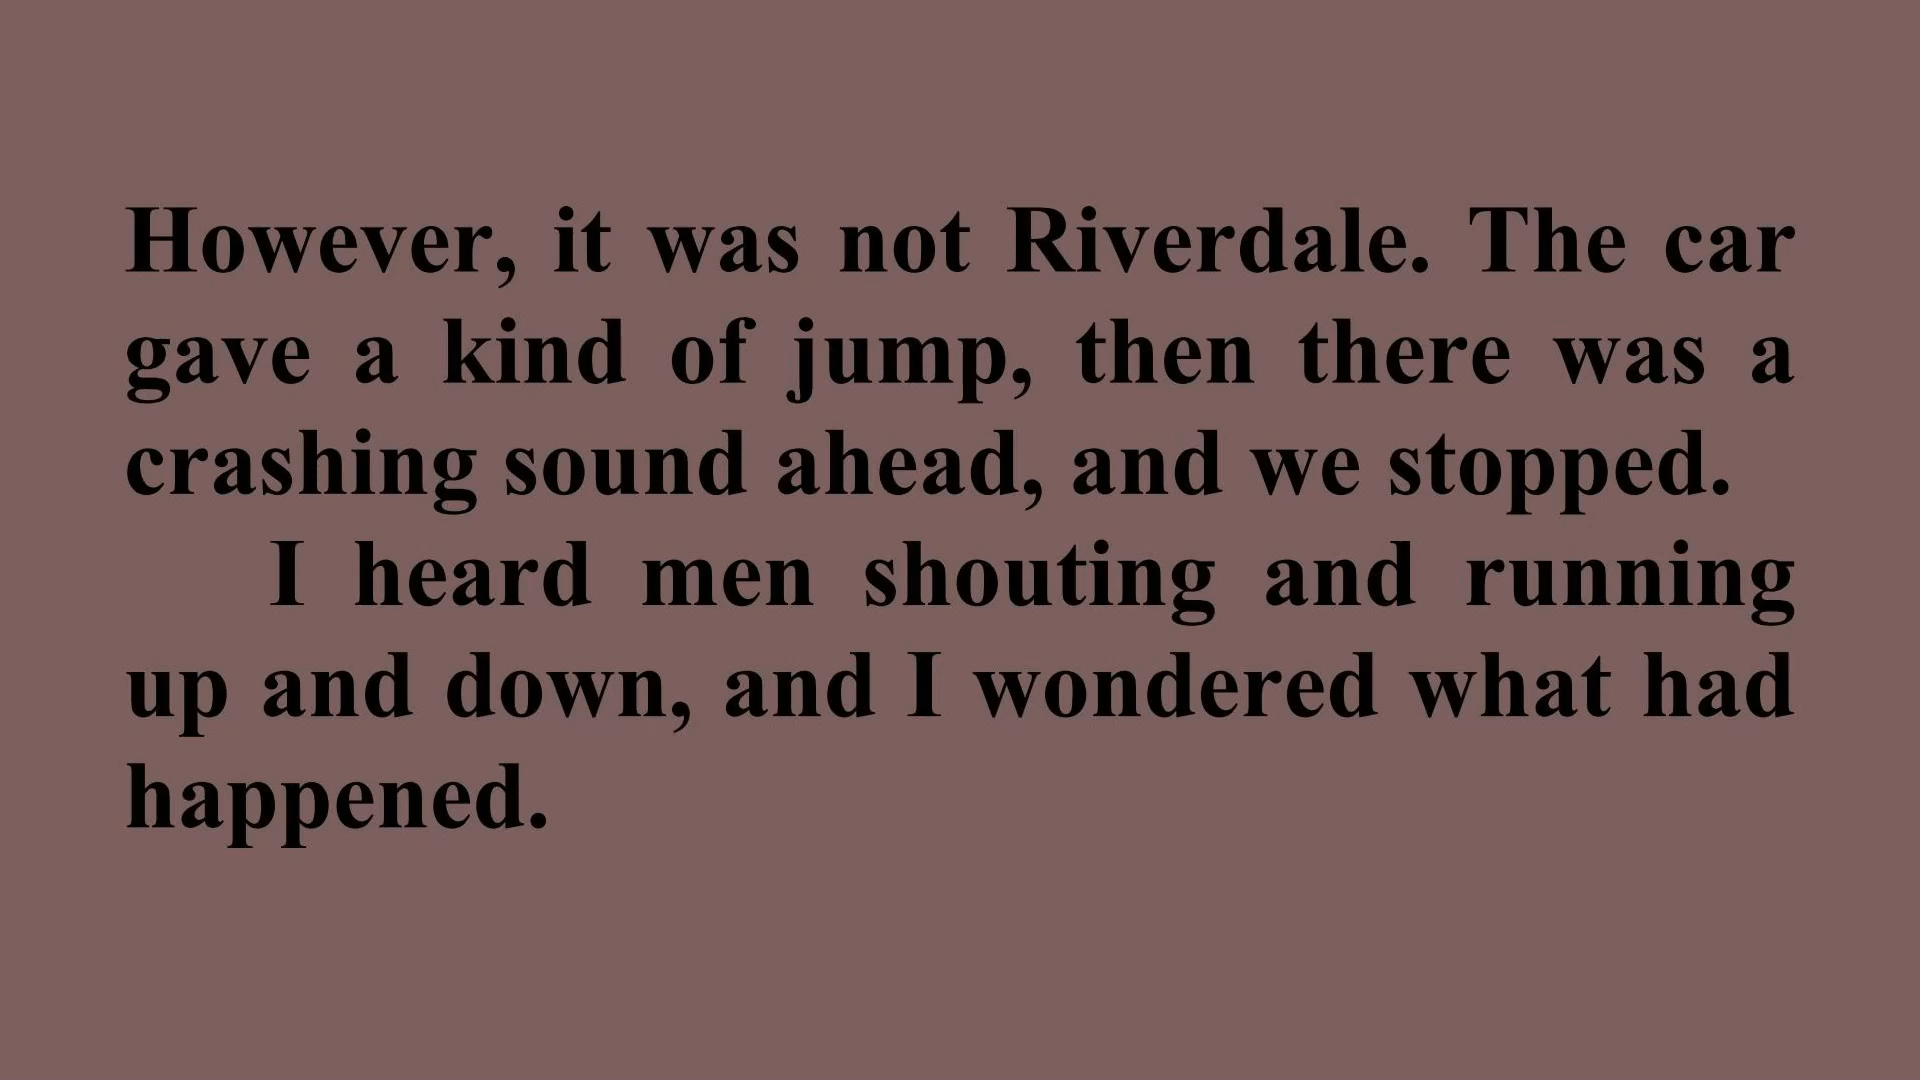 However, it was not Riverdale. The car
gave a kind of jump, then there was a
crashing sound ahead, and we stopped.
I heard men shouting and running
up and down, and I wondered what had
happened.